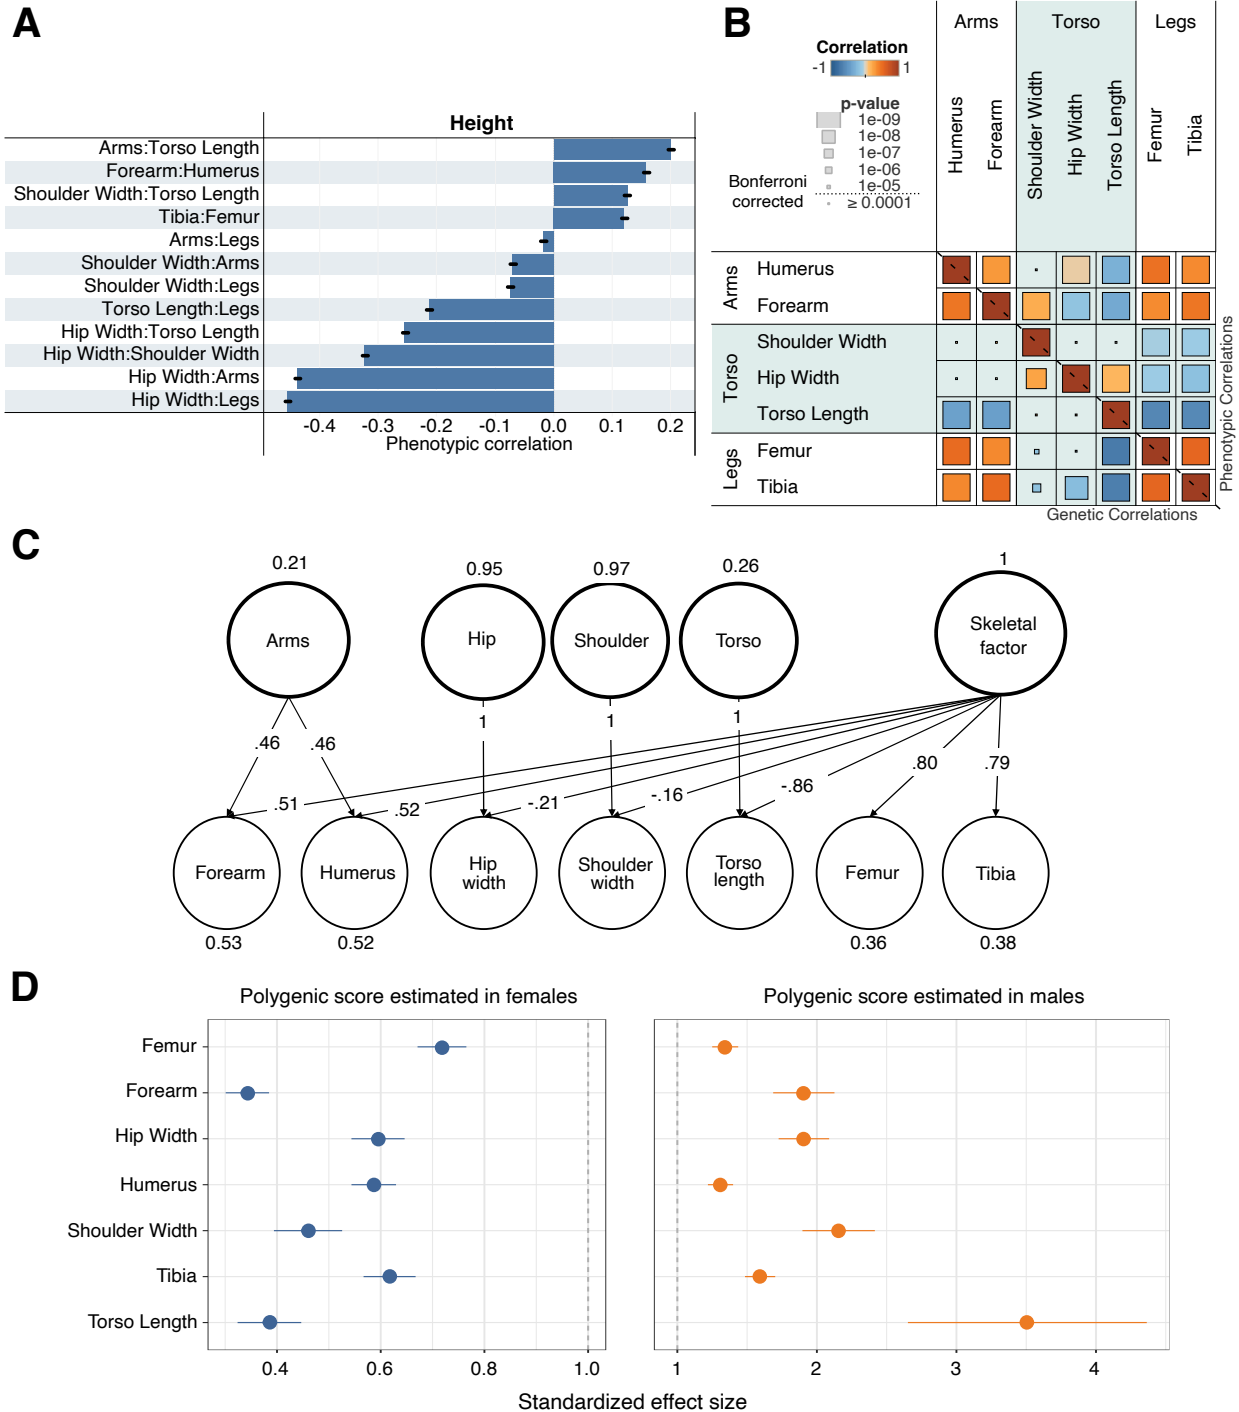 A
Height
Arms:Torso Length
Forearm:Humerus
Shoulder Width:Torso Length
Tibia:Femur
Arms:Legs
Shoulder Width:Arms
Shoulder Width:Legs
Torso Length:Legs
Hip Width:Torso Length
Hip Width:Shoulder Width
Hip Width:Arms
Hip Width:Legs
-0.4 -0.3 -0.2 -0.1 0.0 0.1 0.2
Phenotypic correlation
B
Correlation
-1 1
p-value
1e-09
1e-08
1e-07
1e-06
1e-05
≥ 0.0001
Bonferroni
corrected
Arms Torso Legs
Humerus
Forearm
Shoulder Width
Hip Width
Torso Length
Femur
Tibia
Arms
Humerus
Forearm
Torso
Shoulder Width
Hip Width
Torso Length
Legs
Femur
Tibia
Phenotypic Correlations
Genetic Correlations
C
0.21 0.95 0.97 0.26 1
Arms Hip Shoulder Torso Skeletal
factor
1 1 1
.46 .46 .80 .79
.51 .52 -.21 -.16 -.86
Forearm Humerus Hip
width Shoulder
width Torso
length Femur Tibia
0.53 0.52 0.36 0.38
D
Polygenic score estimated in females Polygenic score estimated in males
Femur
Forearm
Hip Width
Humerus
Shoulder Width
Tibia
Torso Length
0.4 0.6 0.8 1.0 1 2 3 4
Standardized effect size